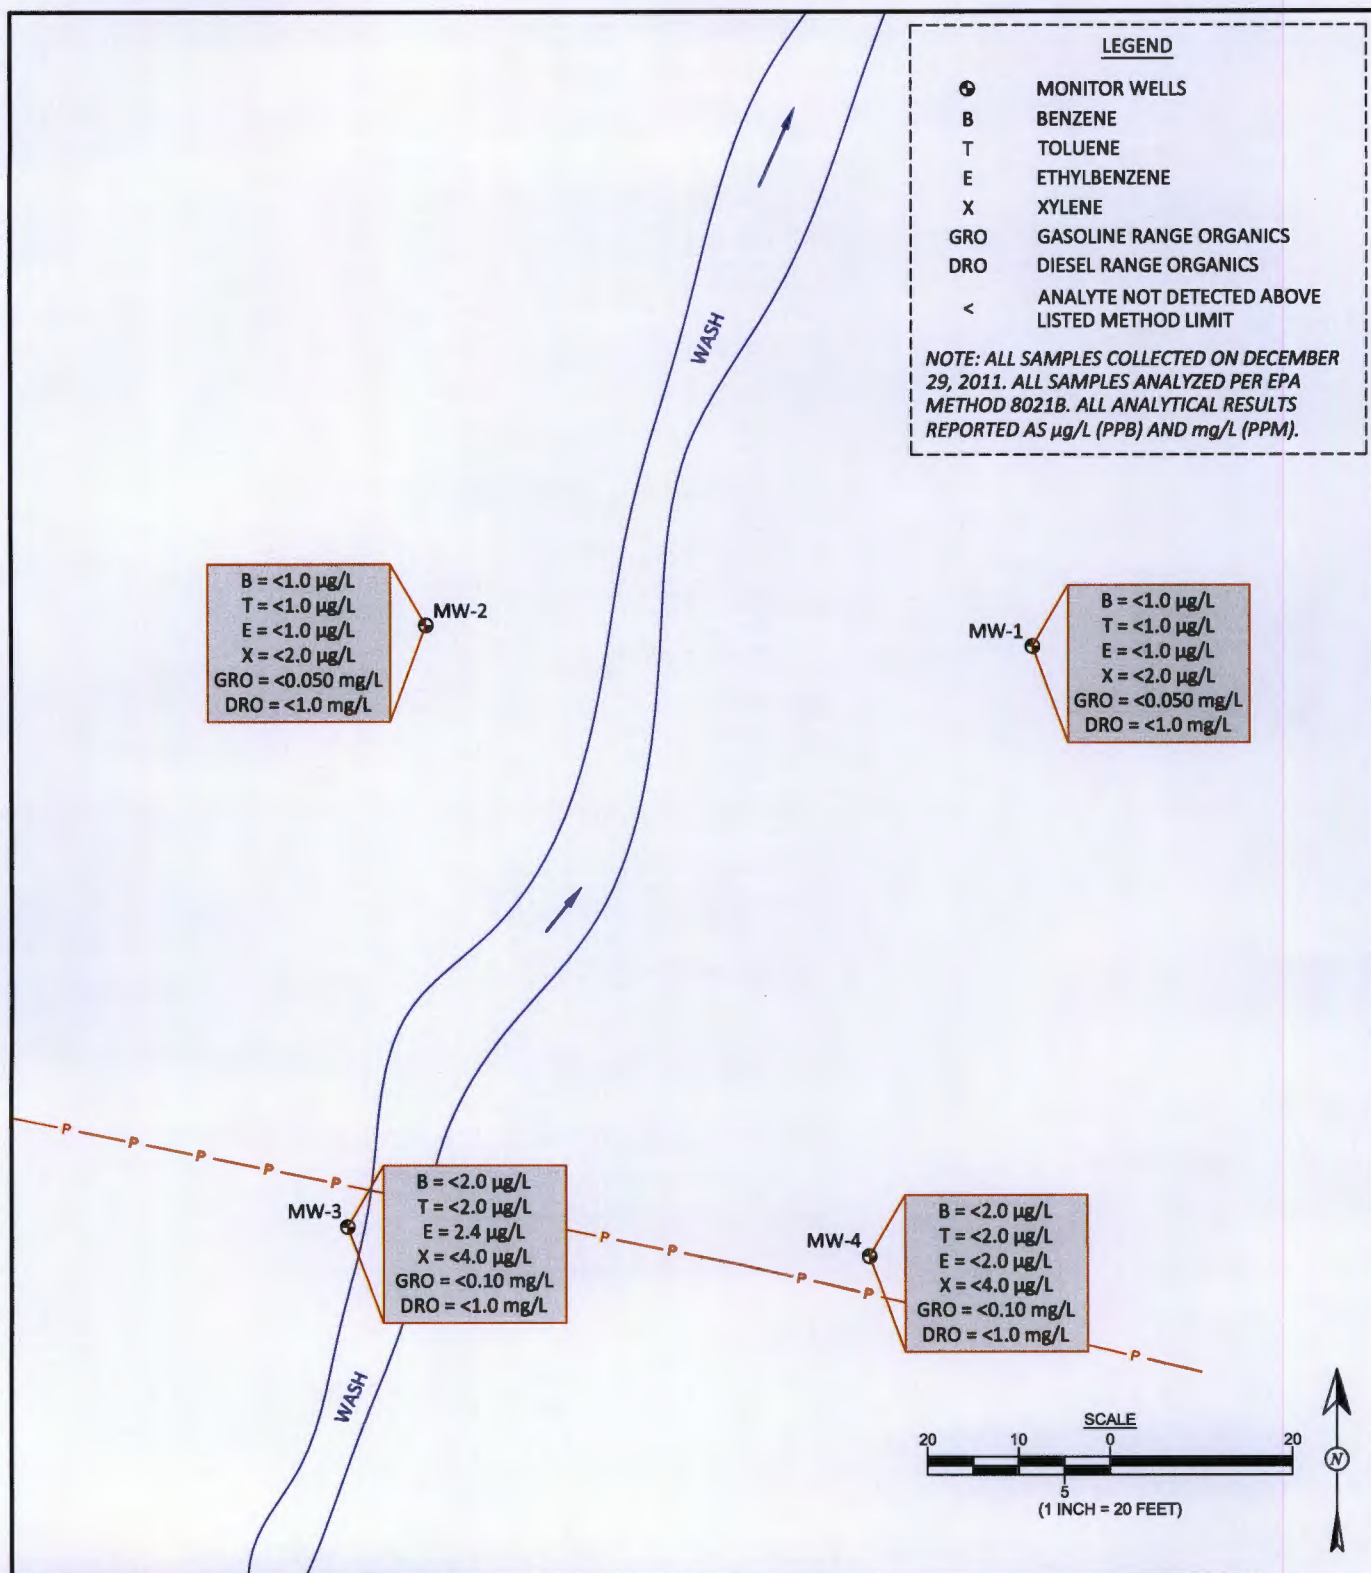 LEGEND
MONITOR WELLS
B BENZENE
T TOLUENE
E ETHYLBENZENE
X XYLENE
GRO GASOLINE RANGE ORGANICS
DRO DIESEL RANGE ORGANICS
< ANALYTE NOT DETECTED ABOVE
LISTED METHOD LIMIT
NOTE: ALL SAMPLES COLLECTED ON DECEMBER
29, 2011. ALL SAMPLES ANALYZED PER EPA
METHOD 8021B. ALL ANALYTICAL RESULTS
REPORTED AS µg/L (PPB) AND mg/L (PPM).
WASH
B = <1.0 µg/L
T = <1.0 µg/L
E = <1.0 µg/L
X = <2.0 µg/L
GRO = <0.050 mg/L
DRO = <1.0 mg/L
MW-2
MW-1
B = <1.0 µg/L
T = <1.0 µg/L
E = <1.0 µg/L
X = <2.0 µg/L
GRO = <0.050 mg/L
DRO = <1.0 mg/L
P P P P P
MW-3
B = <2.0 µg/L
T = <2.0 µg/L
E = 2.4 µg/L
X = <4.0 µg/L
GRO = <0.10 mg/L
DRO = <1.0 mg/L
P P P P
MW-4
B = <2.0 µg/L
T = <2.0 µg/L
E = <2.0 µg/L
X = <4.0 µg/L
GRO = <0.10 mg/L
DRO = <1.0 mg/L
P
WASH
SCALE
20 10 0 20
5
(1 INCH = 20 FEET)
N